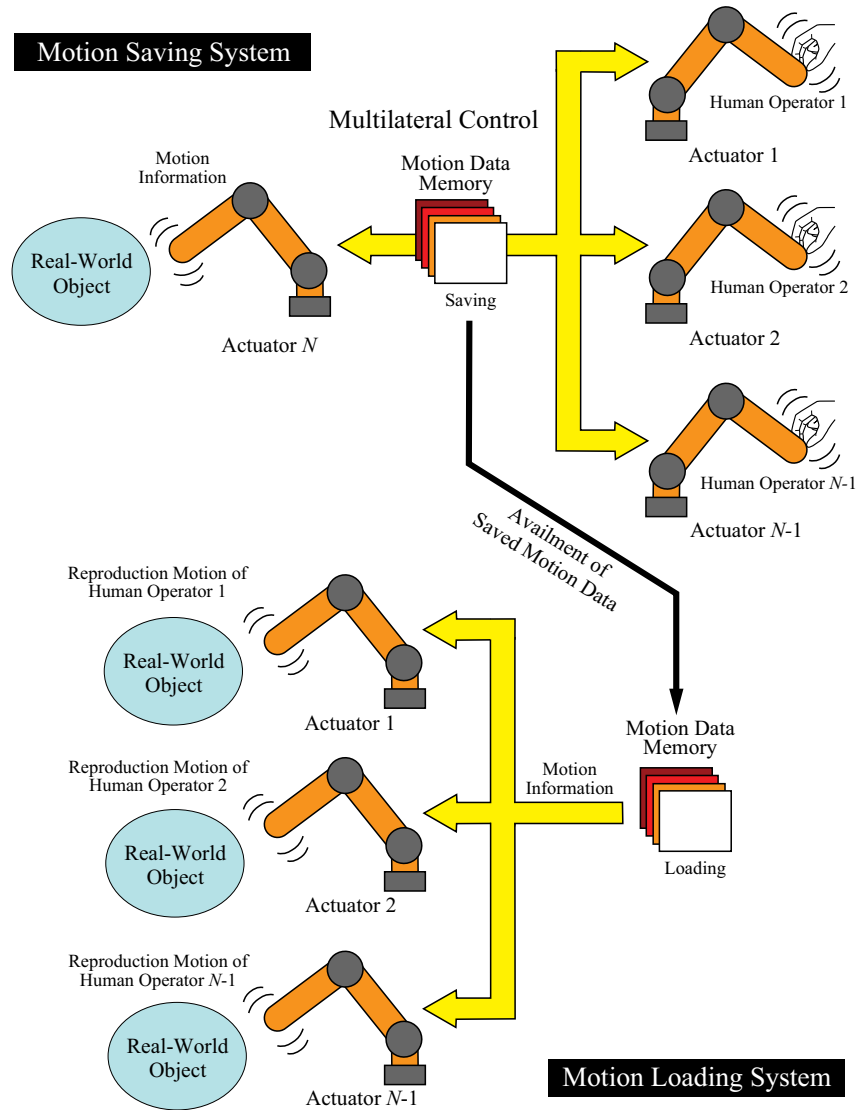 Motion Saving System
Multilateral Control
Motion
Information
Motion Data
Memory
Saving
Real-World
Object
Actuator N
Human Operator 1
Actuator 1
Human Operator 2
Actuator 2
Human Operator N-1
Actuator N-1
Availment of
Saved Motion Data
Reproduction Motion of
Human Operator 1
Real-World
Object
Actuator 1
Reproduction Motion of
Human Operator 2
Real-World
Object
Actuator 2
Reproduction Motion of
Human Operator N-1
Real-World
Object
Actuator N-1
Motion
Information
Motion Data
Memory
Loading
Motion Loading System